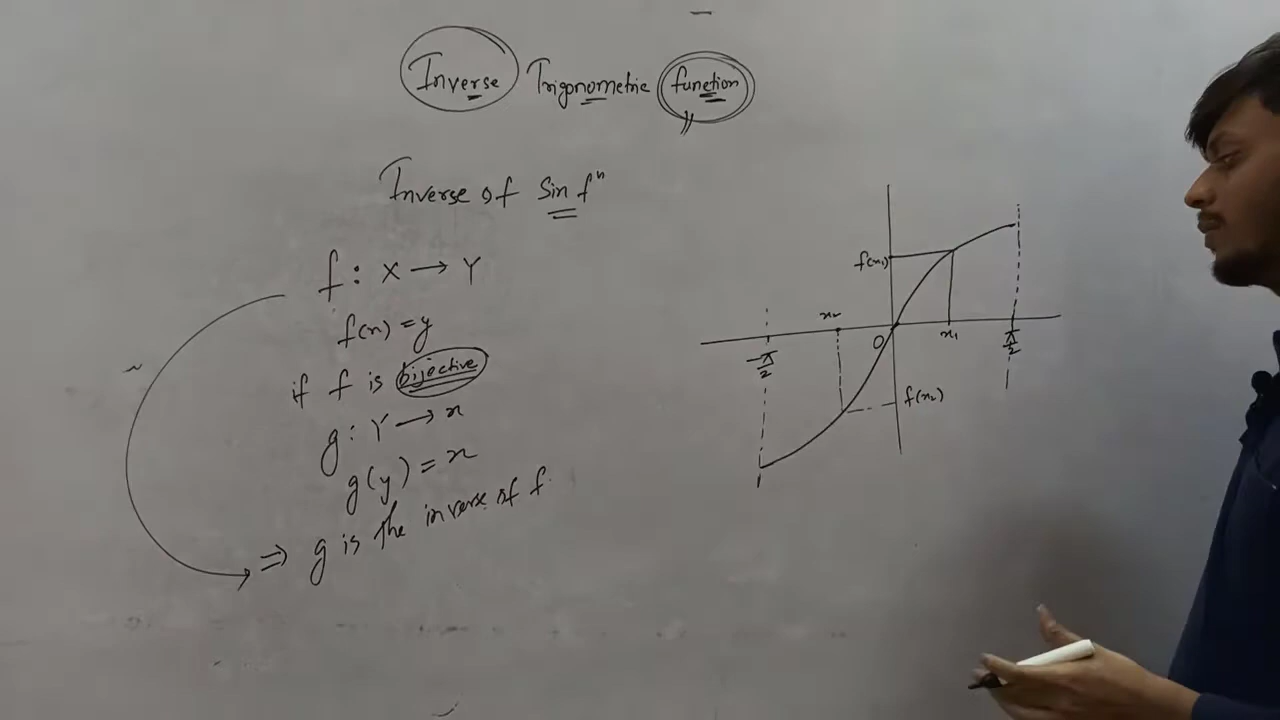 Inverse Trigonometric function
Inverse of Sin fⁿ
f : X → Y
f(x) = y
if f is bijective
g : Y → x
g(y) = x
⇒ g is the inverse of f.
f(x₁)
x₂
O
x₁
π/2
-π/2
f(x₂)